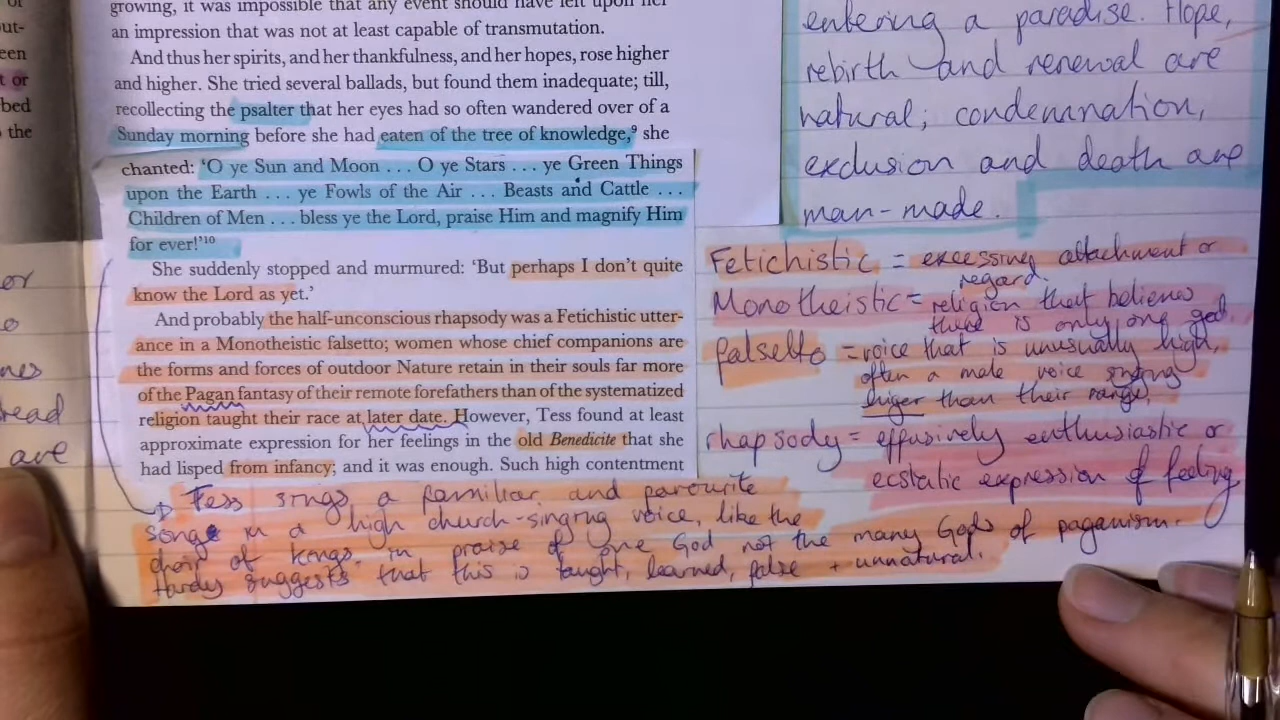 growing, it was impossible that any event should have left upon her
an impression that was not at least capable of transmutation.
And thus her spirits, and her thankfulness, and her hopes, rose higher
and higher. She tried several ballads, but found them inadequate; till,
recollecting the psalter that her eyes had so often wandered over of a
Sunday morning before she had eaten of the tree of knowledge,⁹ she
chanted: ‘O ye Sun and Moon . . . O ye Stars . . . ye Green Things
upon the Earth . . . ye Fowls of the Air . . . Beasts and Cattle . . .
Children of Men . . . bless ye the Lord, praise Him and magnify Him
for ever!’¹⁰
She suddenly stopped and murmured: ‘But perhaps I don’t quite
know the Lord as yet.’
And probably the half-unconscious rhapsody was a Fetichistic utter-
ance in a Monotheistic falsetto; women whose chief companions are
the forms and forces of outdoor Nature retain in their souls far more
of the Pagan fantasy of their remote forefathers than of the systematized
religion taught their race at later date. However, Tess found at least
approximate expression for her feelings in the old Benedicite that she
had lisped from infancy; and it was enough. Such high contentment
Tess sings a familiar and favourite
song in a high church-singing voice, like the
choir of Kings, in praise of one God not the many Gods of paganism.
Hardy suggests that this is taught, learned, false + unnatural.
entering a paradise. Hope,
rebirth and renewal are
natural; condemnation,
exclusion and death are
man-made.
Fetichistic = excessing attachment or
regard.
Monotheistic = religion that believes
there is only one god.
falsetto = voice that is unusually high,
often a male voice singing
higer than their range.
rhapsody = effusively enthusiastic or
ecstatic expression of feeling
een
t or
bed
the
or
nes
read
are